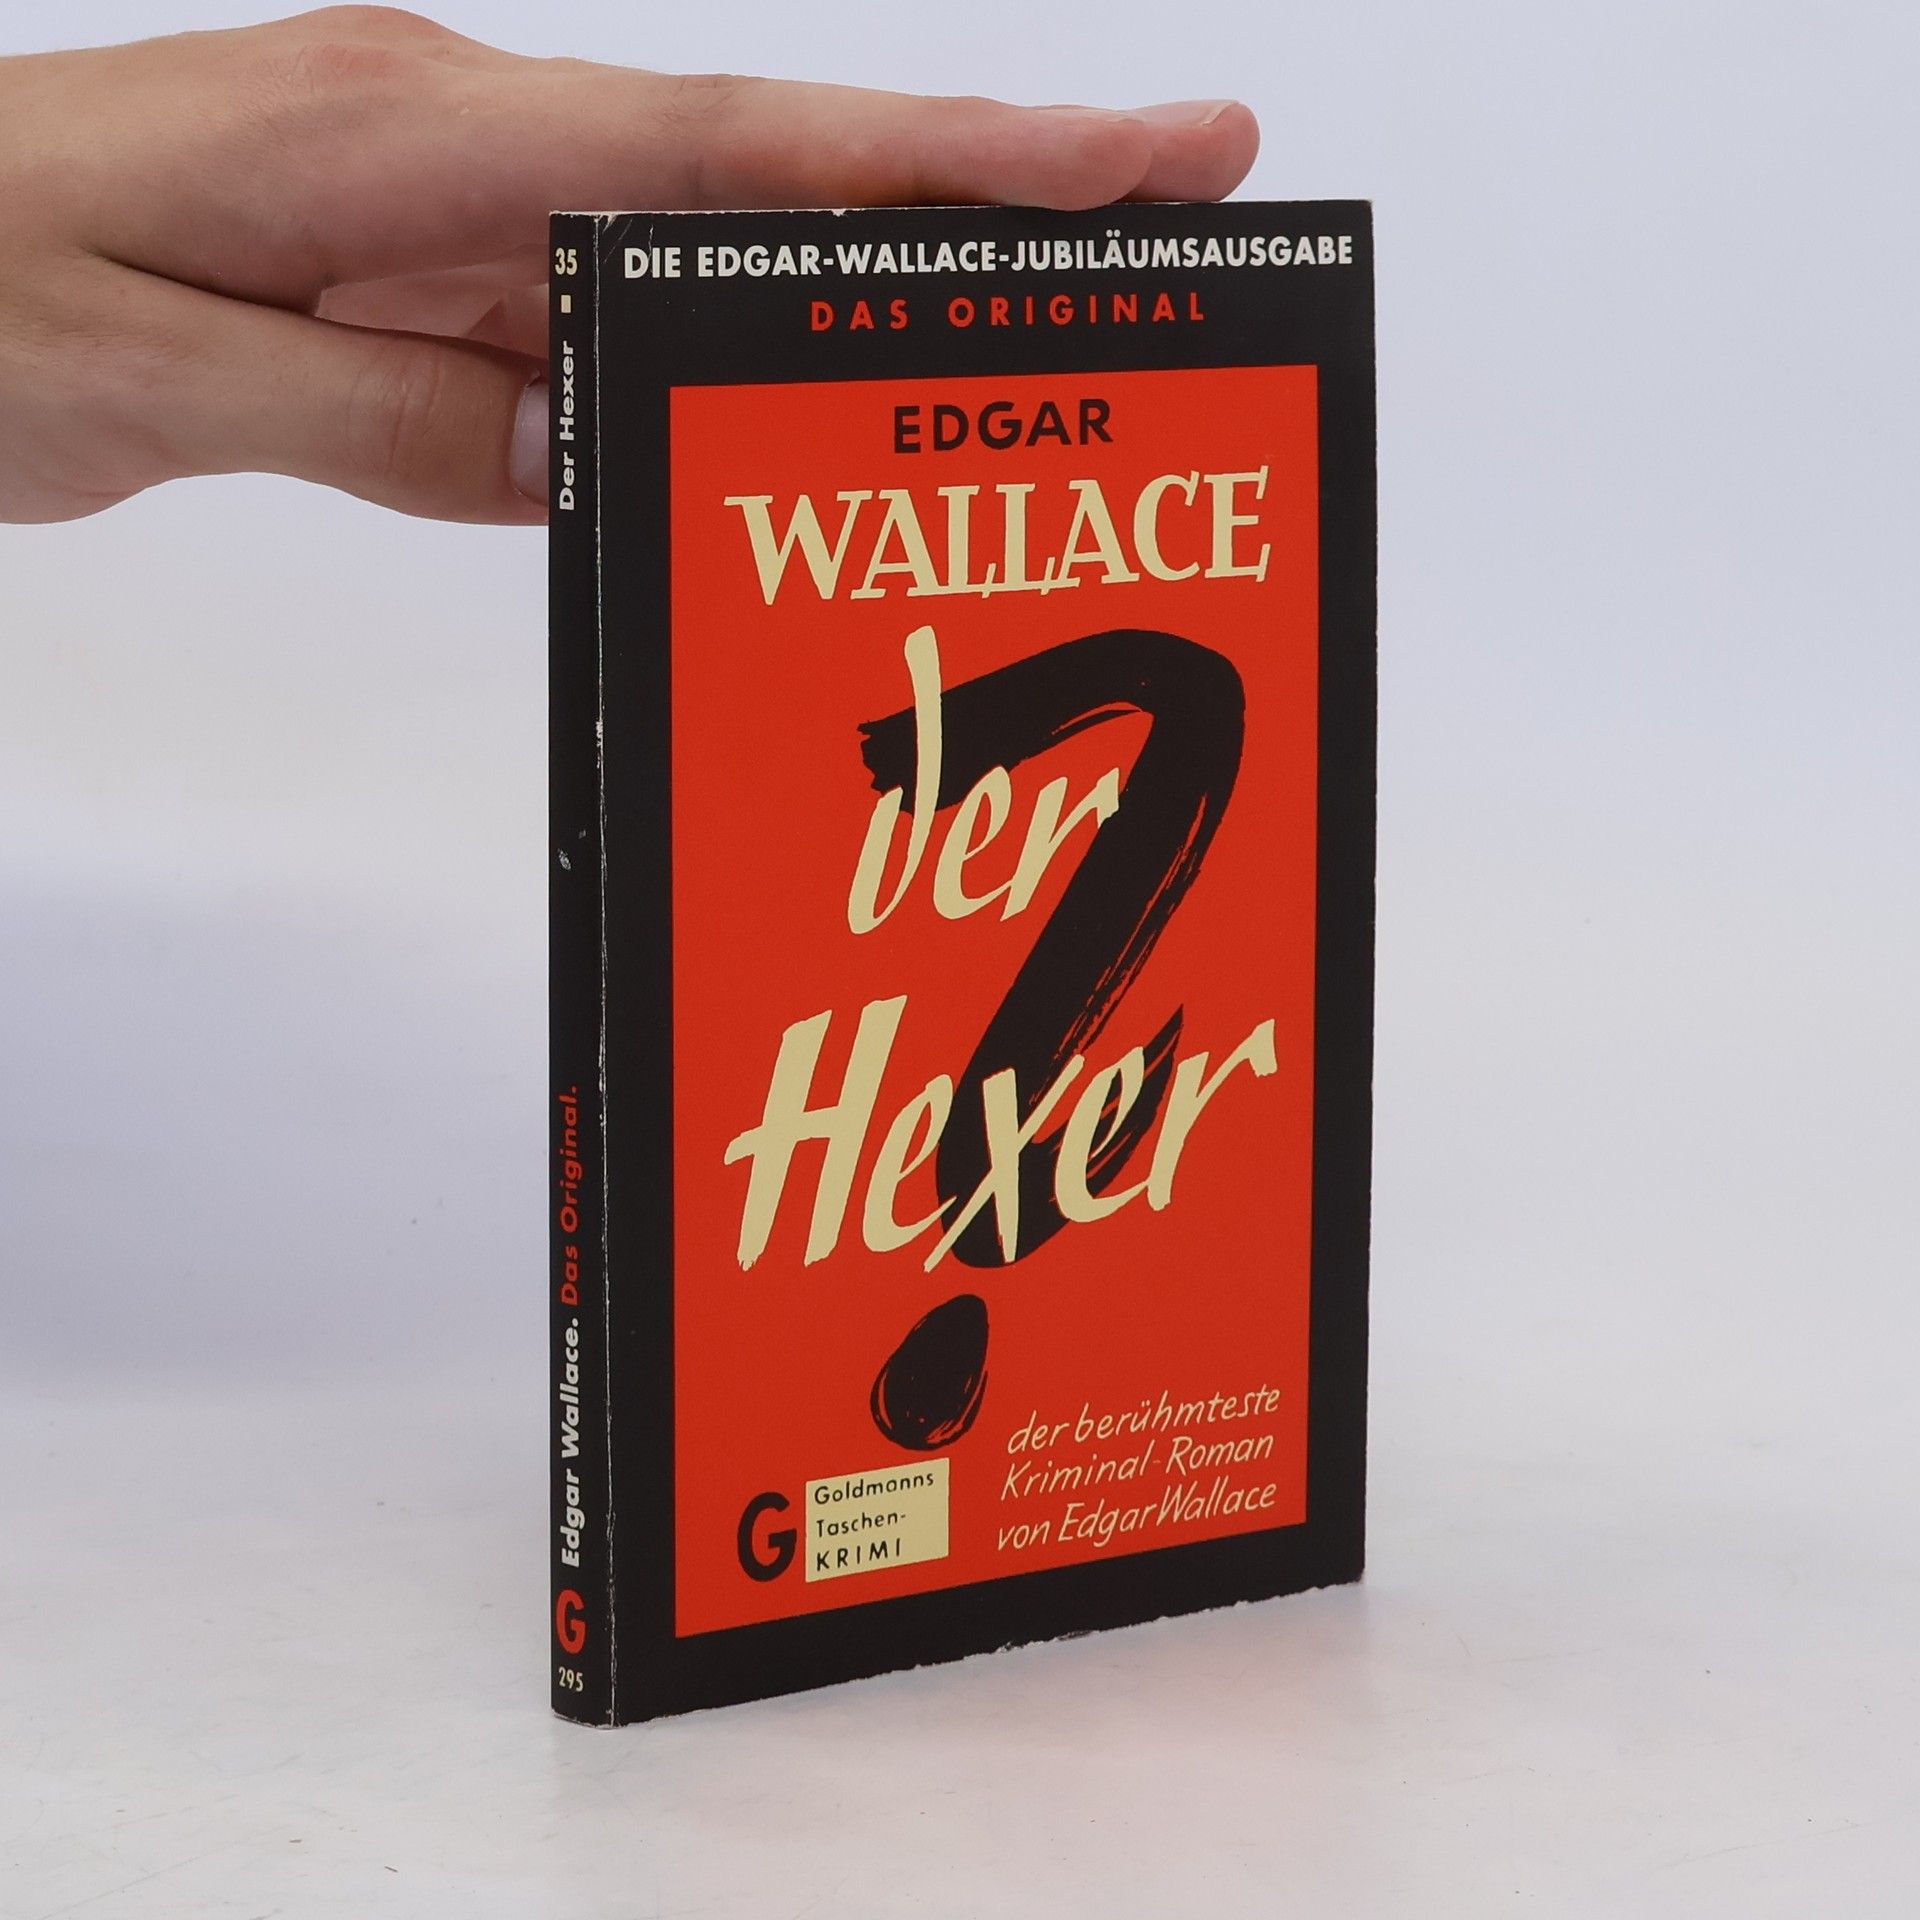 DIE EDGAR-WALLACE-JUBILÄUMSAUSGABE
DAS ORIGINAL
EDGAR
WALLACE
der
Hexer
?
der berühmteste
Kriminal-Roman
von Edgar Wallace
G
Goldmanns
Taschen-
KRIMI
35 Der Hexer
Edgar Wallace. Das Original.
G
295